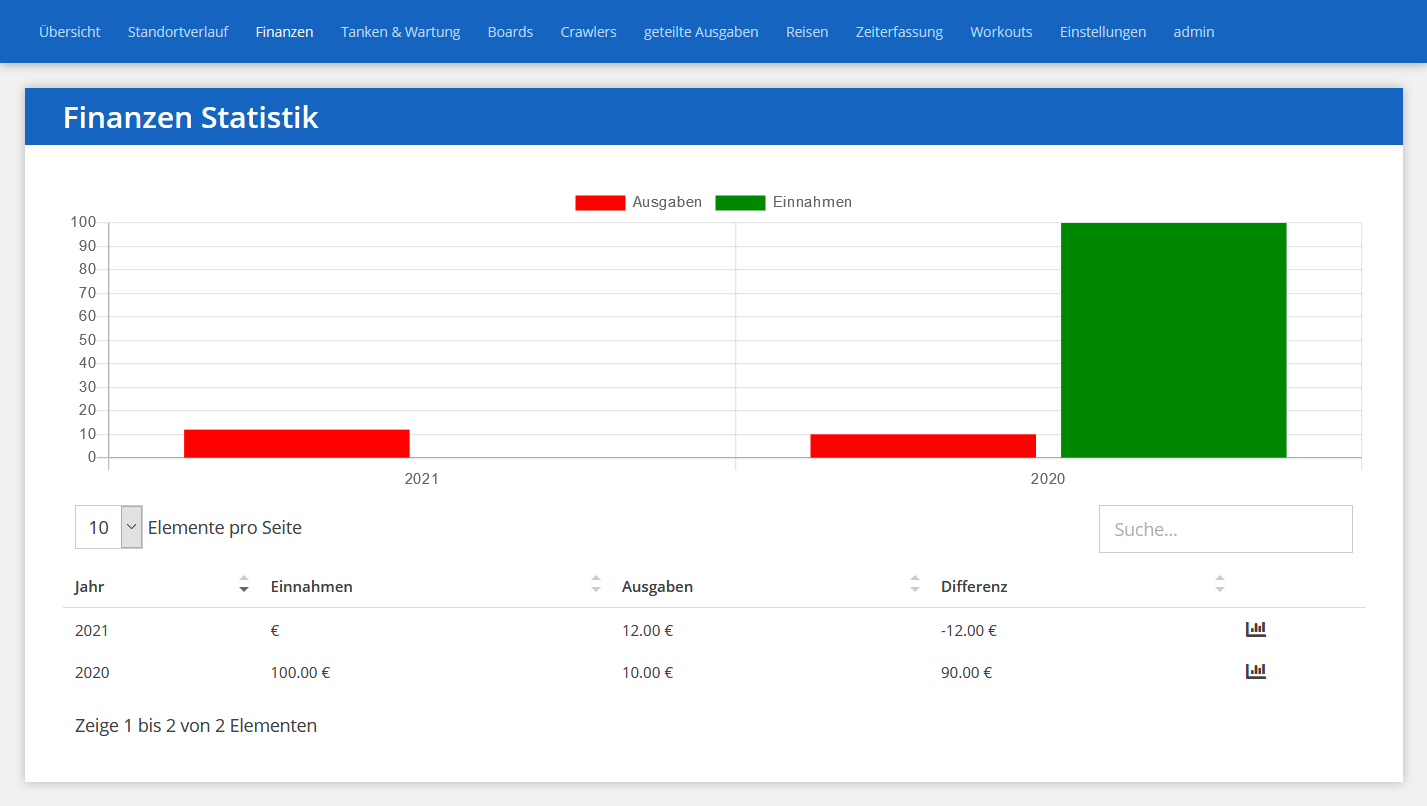 Übersicht Standortverlauf Finanzen Tanken & Wartung Boards Crawlers geteilte Ausgaben Reisen Zeiterfassung Workouts Einstellungen admin
Finanzen Statistik
Ausgaben Einnahmen
100
90
80
70
60
50
40
30
20
10
0
2021 2020
10 Elemente pro Seite Suche...
Jahr Einnahmen Ausgaben Differenz
2021 € 12.00 € -12.00 €
2020 100.00 € 10.00 € 90.00 €
Zeige 1 bis 2 von 2 Elementen